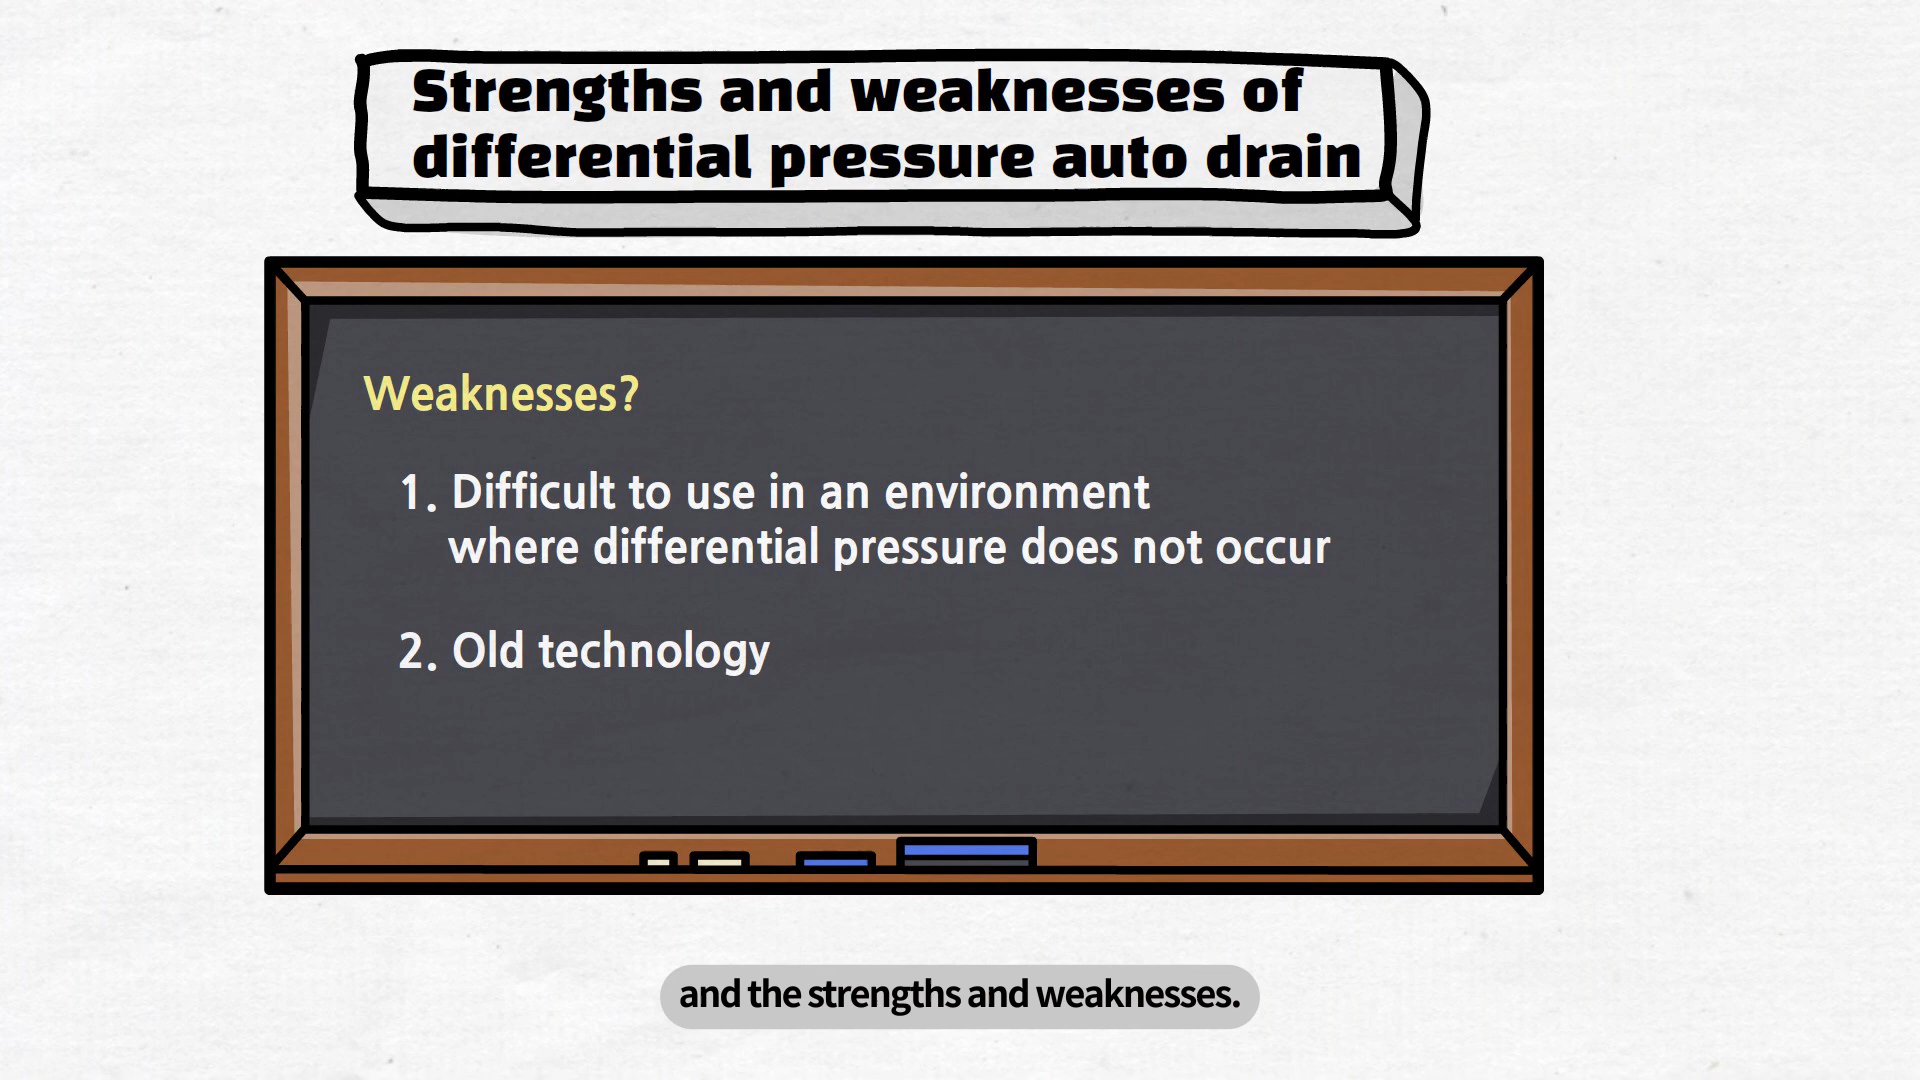 Strengths and weaknesses of
differential pressure auto drain
Weaknesses?
1. Difficult to use in an environment
where differential pressure does not occur
2. Old technology
and the strengths and weaknesses.